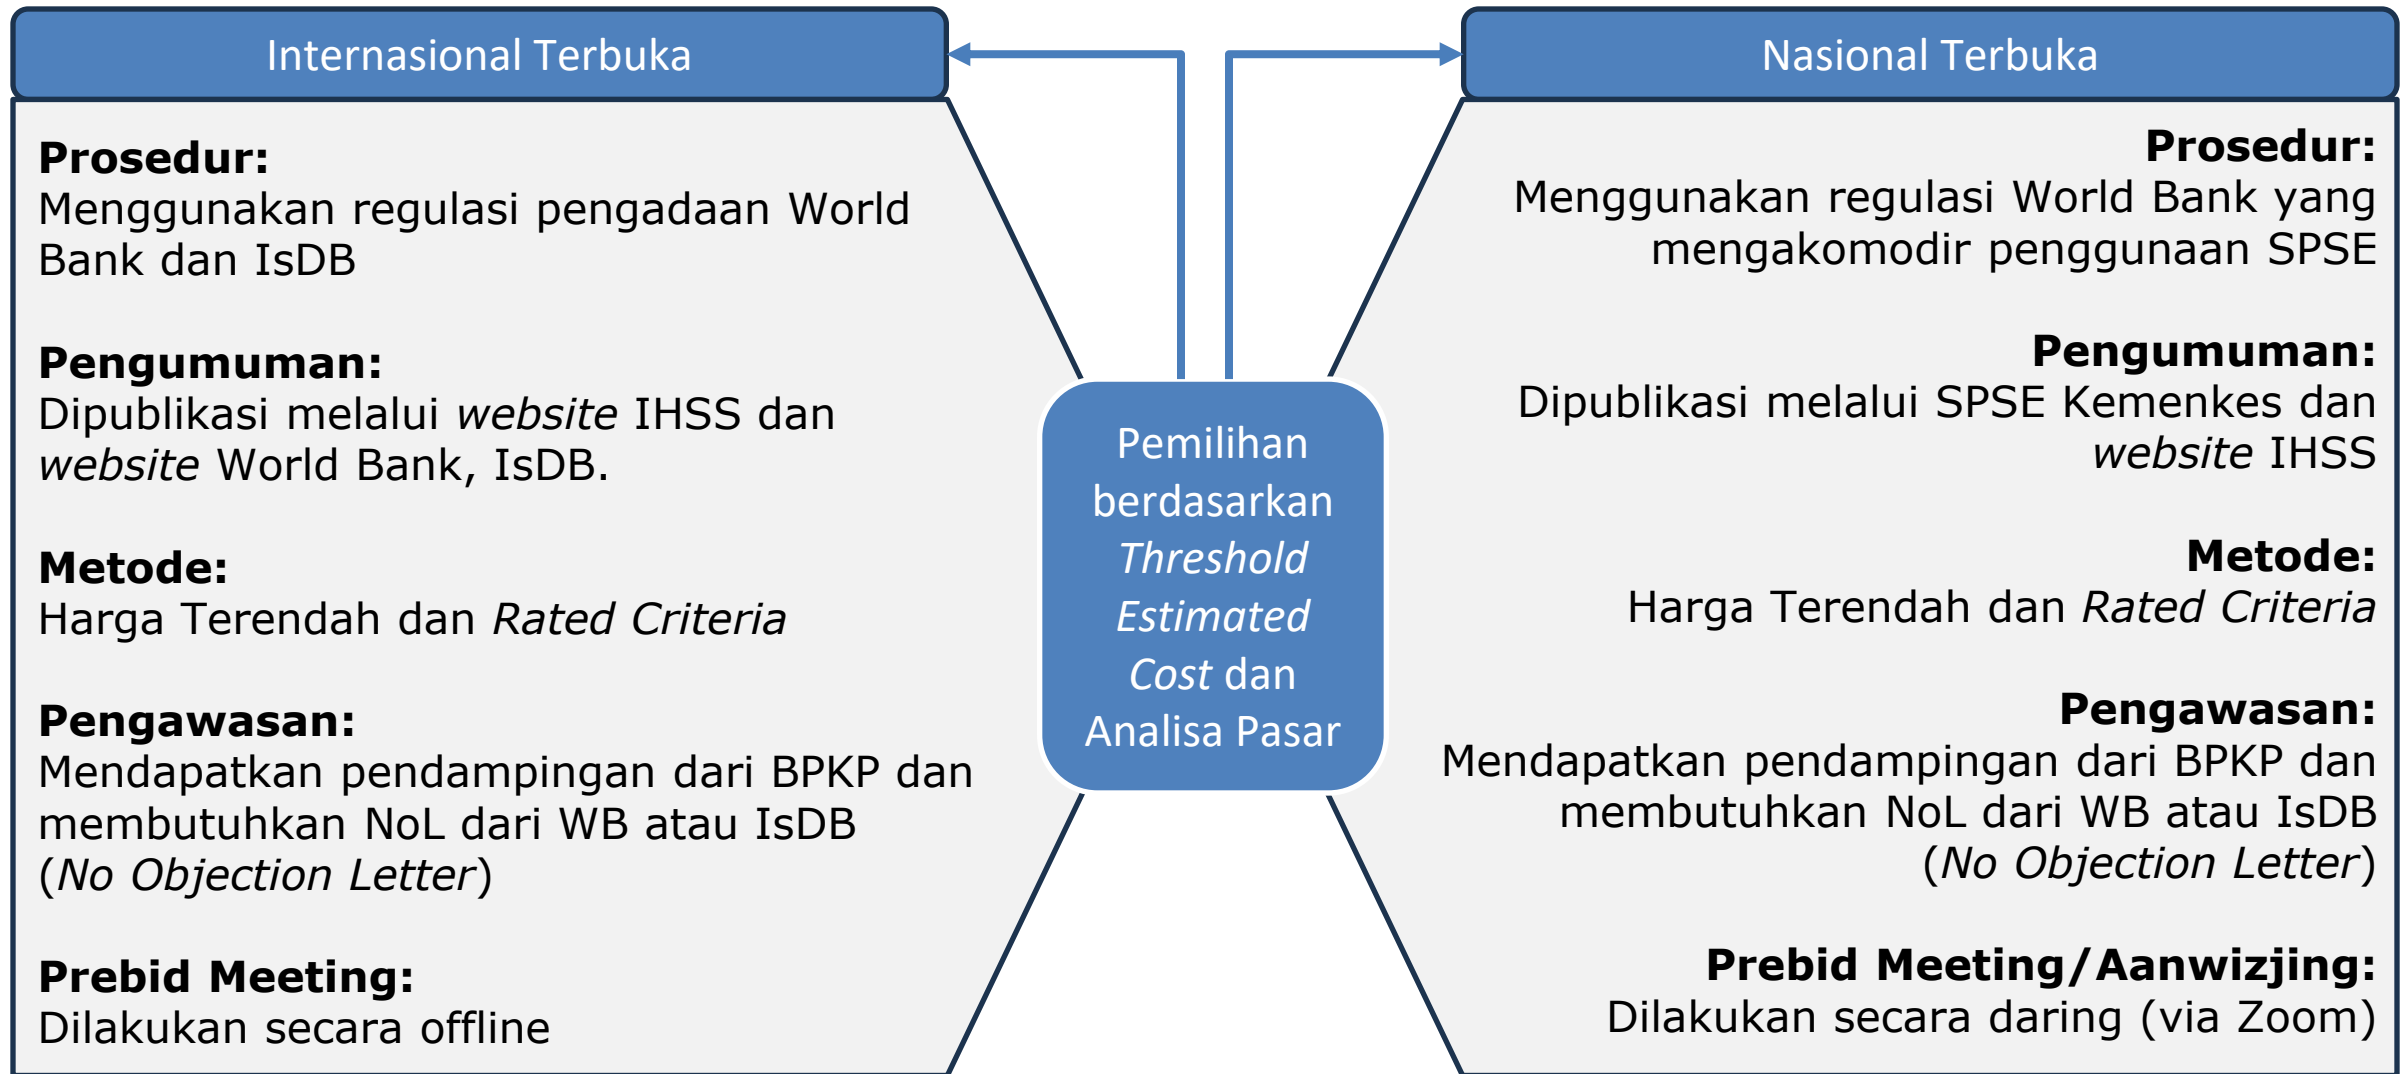 Internasional Terbuka
Prosedur:
Menggunakan regulasi pengadaan World
Bank dan IsDB
Pengumuman:
Dipublikasi melalui website IHSS dan
website World Bank, IsDB.
Metode:
Harga Terendah dan Rated Criteria
Pengawasan:
Mendapatkan pendampingan dari BPKP dan
membutuhkan NoL dari WB atau IsDB
(No Objection Letter)
Prebid Meeting:
Dilakukan secara offline
Pemilihan
berdasarkan
Threshold
Estimated
Cost dan
Analisa Pasar
Nasional Terbuka
Prosedur:
Menggunakan regulasi World Bank yang
mengakomodir penggunaan SPSE
Pengumuman:
Dipublikasi melalui SPSE Kemenkes dan
website IHSS
Metode:
Harga Terendah dan Rated Criteria
Pengawasan:
Mendapatkan pendampingan dari BPKP dan
membutuhkan NoL dari WB atau IsDB
(No Objection Letter)
Prebid Meeting/Aanwizjing:
Dilakukan secara daring (via Zoom)